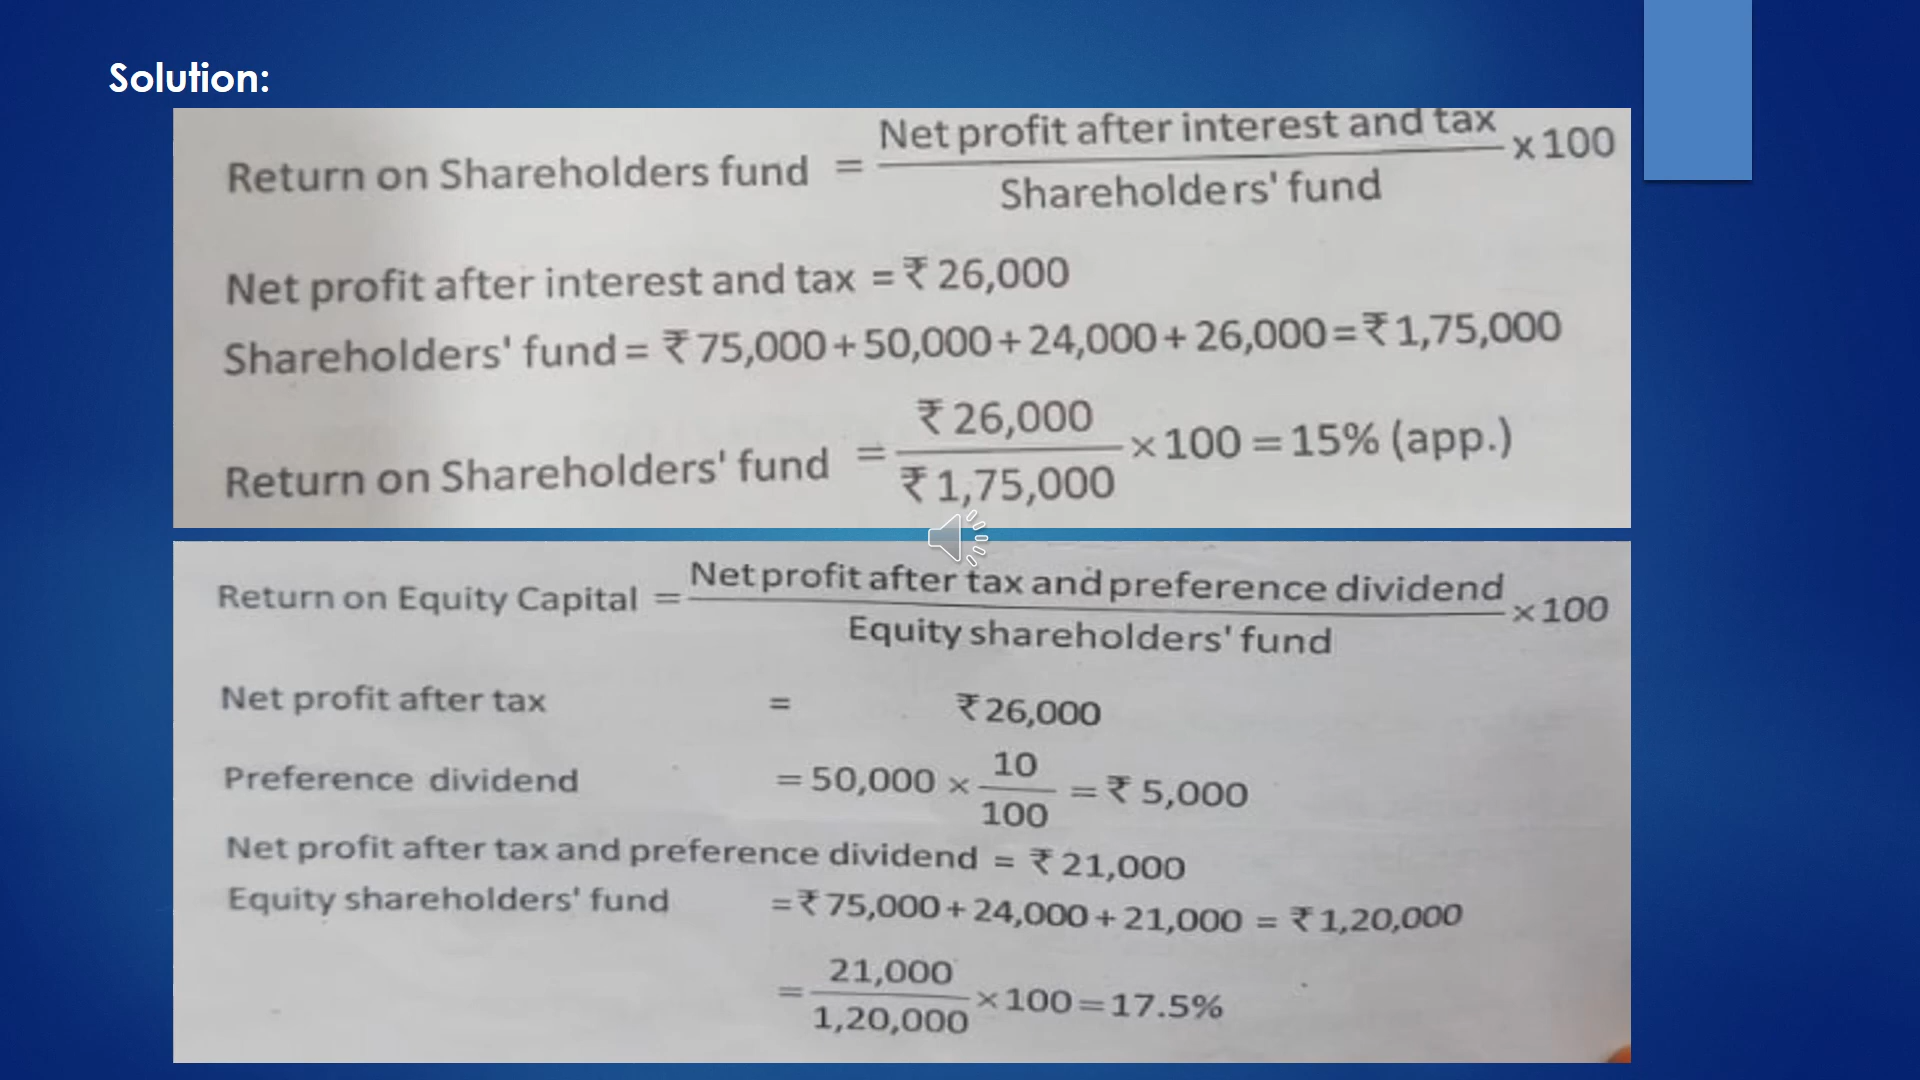 Solution:
Return on Shareholders fund = Net profit after interest and tax / Shareholders' fund x 100
Net profit after interest and tax = ₹ 26,000
Shareholders' fund = ₹ 75,000 + 50,000 + 24,000 + 26,000 = ₹ 1,75,000
Return on Shareholders' fund = ₹ 26,000 / ₹ 1,75,000 × 100 = 15% (app.)
Return on Equity Capital = Net profit after tax and preference dividend / Equity shareholders' fund × 100
Net profit after tax = ₹ 26,000
Preference dividend = 50,000 × 10/100 = ₹ 5,000
Net profit after tax and preference dividend = ₹ 21,000
Equity shareholders' fund = ₹ 75,000 + 24,000 + 21,000 = ₹ 1,20,000
= 21,000 / 1,20,000 × 100 = 17.5%